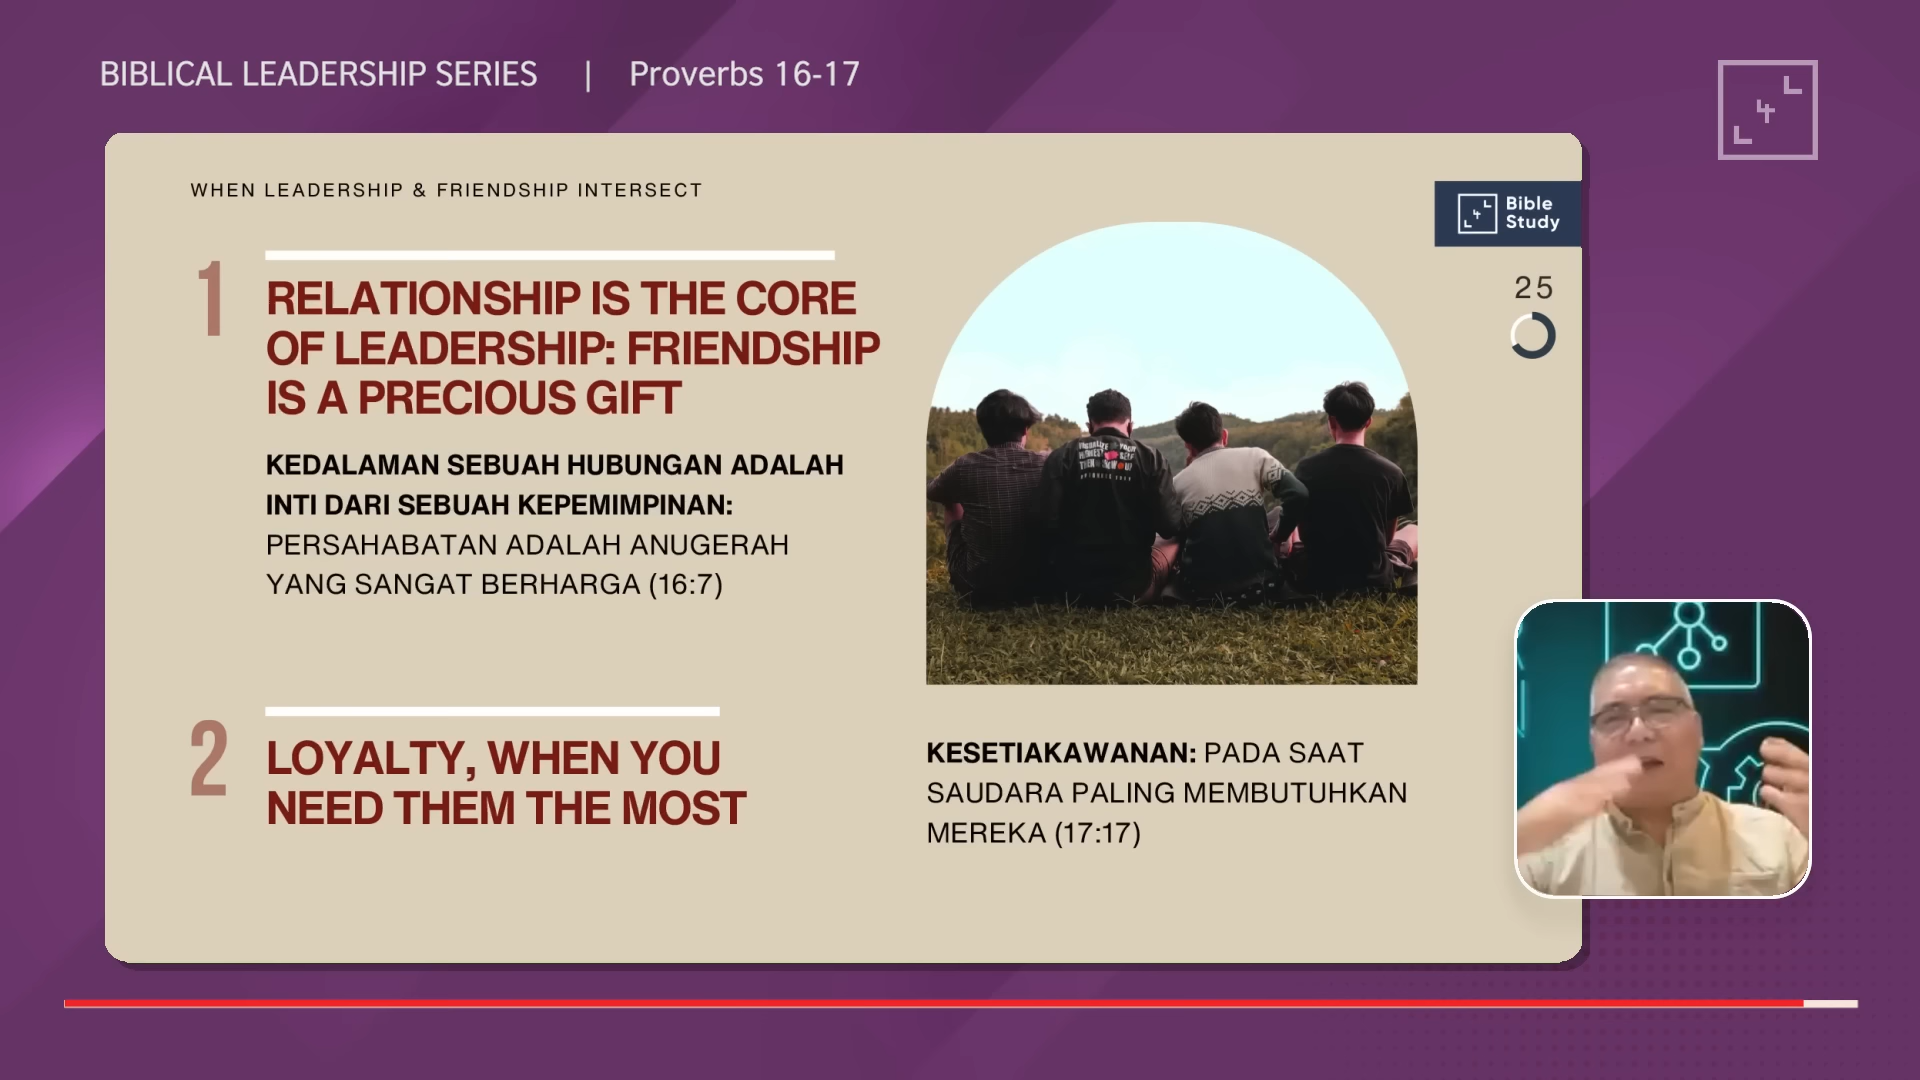 BIBLICAL LEADERSHIP SERIES | Proverbs 16-17
WHEN LEADERSHIP & FRIENDSHIP INTERSECT
Bible
Study
25
1
RELATIONSHIP IS THE CORE
OF LEADERSHIP: FRIENDSHIP
IS A PRECIOUS GIFT
KEDALAMAN SEBUAH HUBUNGAN ADALAH
INTI DARI SEBUAH KEPEMIMPINAN:
PERSAHABATAN ADALAH ANUGERAH
YANG SANGAT BERHARGA (16:7)
2
LOYALTY, WHEN YOU
NEED THEM THE MOST
KESETIAKAWANAN: PADA SAAT
SAUDARA PALING MEMBUTUHKAN
MEREKA (17:17)